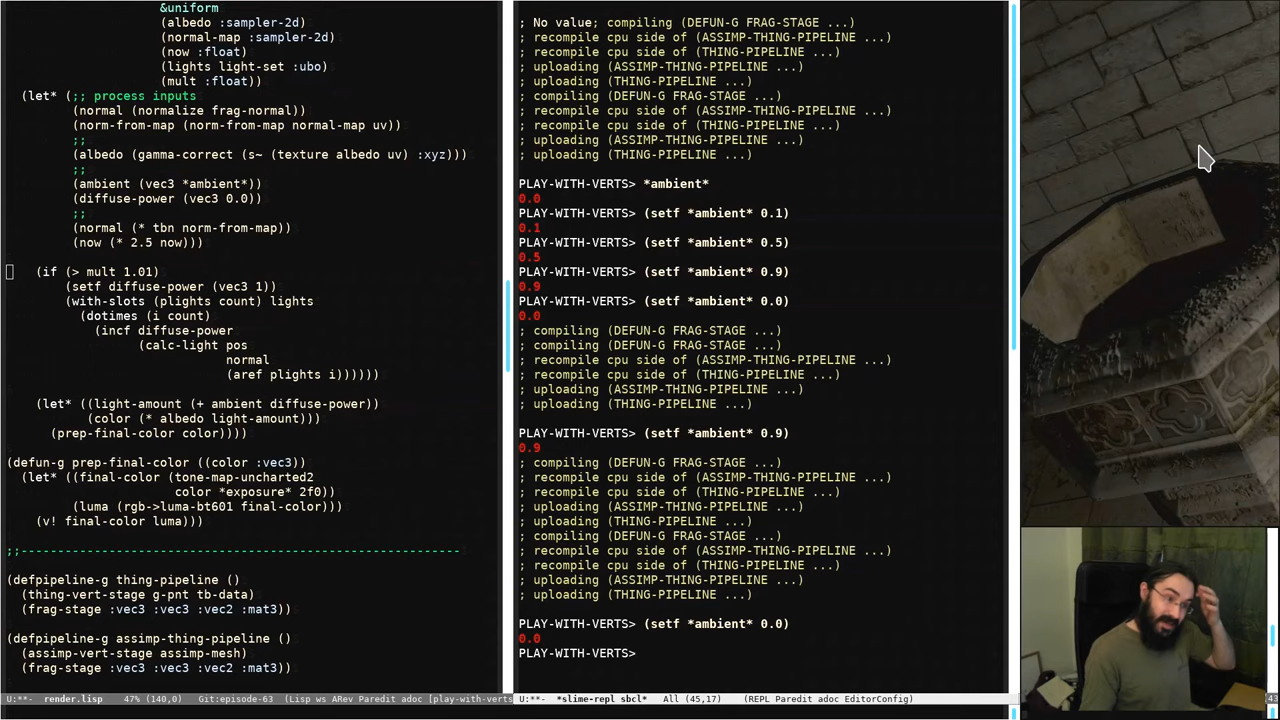 &uniform
(albedo :sampler-2d)
(normal-map :sampler-2d)
(now :float)
(lights light-set :ubo)
(mult :float))
(let* (;; process inputs
(normal (normalize frag-normal))
(norm-from-map (norm-from-map normal-map uv))
;;
(albedo (gamma-correct (s~ (texture albedo uv) :xyz)))
;;
(ambient (vec3 *ambient*))
(diffuse-power (vec3 0.0))
;;
(normal (* tbn norm-from-map))
(now (* 2.5 now)))
(if (> mult 1.01)
(setf diffuse-power (vec3 1))
(with-slots (plights count) lights
(dotimes (i count)
(incf diffuse-power
(calc-light pos
normal
(aref plights i))))))
(let* ((light-amount (+ ambient diffuse-power))
(color (* albedo light-amount)))
(prep-final-color color))))
(defun-g prep-final-color ((color :vec3))
(let* ((final-color (tone-map-uncharted2
color *exposure* 2f0))
(luma (rgb->luma-bt601 final-color)))
(v! final-color luma)))
;;------------------------------------------------------------
(defpipeline-g thing-pipeline ()
(thing-vert-stage g-pnt tb-data)
(frag-stage :vec3 :vec3 :vec2 :mat3))
(defpipeline-g assimp-thing-pipeline ()
(assimp-vert-stage assimp-mesh)
(frag-stage :vec3 :vec3 :vec2 :mat3))
U:**- render.lisp 47% (140,0) Git:episode-63 (Lisp ws ARev Paredit adoc [play-with-verts
; No value; compiling (DEFUN-G FRAG-STAGE ...)
; recompile cpu side of (ASSIMP-THING-PIPELINE ...)
; recompile cpu side of (THING-PIPELINE ...)
; uploading (ASSIMP-THING-PIPELINE ...)
; uploading (THING-PIPELINE ...)
; compiling (DEFUN-G FRAG-STAGE ...)
; recompile cpu side of (ASSIMP-THING-PIPELINE ...)
; recompile cpu side of (THING-PIPELINE ...)
; uploading (ASSIMP-THING-PIPELINE ...)
; uploading (THING-PIPELINE ...)
PLAY-WITH-VERTS> *ambient*
0.0
PLAY-WITH-VERTS> (setf *ambient* 0.1)
0.1
PLAY-WITH-VERTS> (setf *ambient* 0.5)
0.5
PLAY-WITH-VERTS> (setf *ambient* 0.9)
0.9
PLAY-WITH-VERTS> (setf *ambient* 0.0)
0.0
; compiling (DEFUN-G FRAG-STAGE ...)
; compiling (DEFUN-G FRAG-STAGE ...)
; recompile cpu side of (ASSIMP-THING-PIPELINE ...)
; recompile cpu side of (THING-PIPELINE ...)
; uploading (ASSIMP-THING-PIPELINE ...)
; uploading (THING-PIPELINE ...)
PLAY-WITH-VERTS> (setf *ambient* 0.9)
0.9
; compiling (DEFUN-G FRAG-STAGE ...)
; recompile cpu side of (ASSIMP-THING-PIPELINE ...)
; recompile cpu side of (THING-PIPELINE ...)
; uploading (ASSIMP-THING-PIPELINE ...)
; uploading (THING-PIPELINE ...)
; compiling (DEFUN-G FRAG-STAGE ...)
; recompile cpu side of (ASSIMP-THING-PIPELINE ...)
; recompile cpu side of (THING-PIPELINE ...)
; uploading (ASSIMP-THING-PIPELINE ...)
; uploading (THING-PIPELINE ...)
PLAY-WITH-VERTS> (setf *ambient* 0.0)
0.0
PLAY-WITH-VERTS>
U:**- *slime-repl sbcl* All (45,17) (REPL Paredit adoc EditorConfig)
43